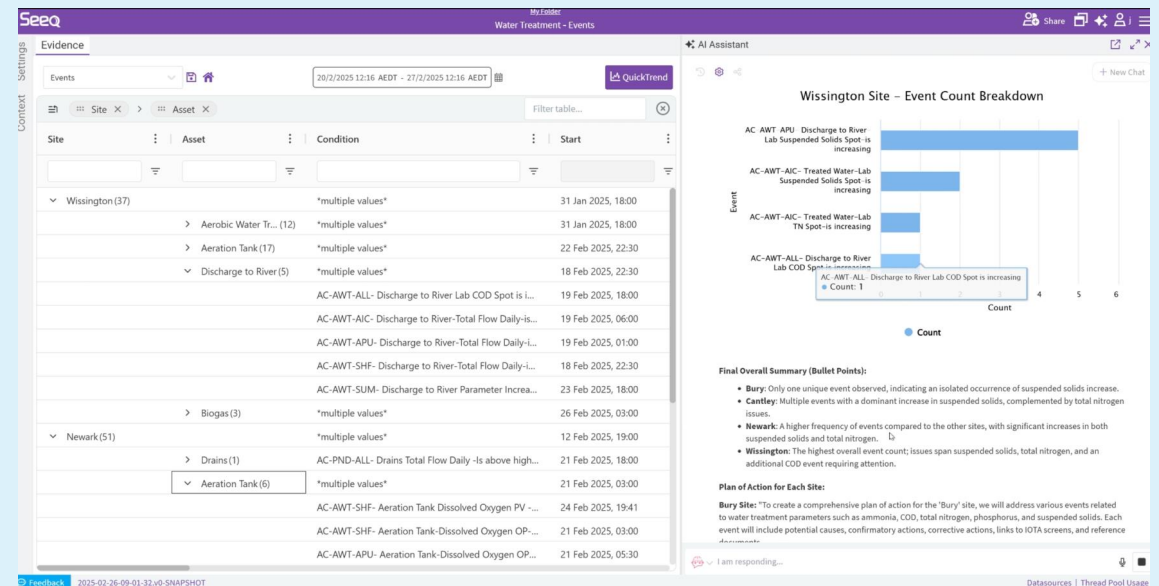 Seeq
My Folder
Water Treatment - Events
Share
i
Settings
Context
Evidence
Events
20/2/2025 12:16 AEDT - 27/2/2025 12:16 AEDT
QuickTrend
Site
>
Asset
Filter table...
Site
Asset
Condition
Start
Wissington (37)
*multiple values*
31 Jan 2025, 18:00
Aerobic Water Tr... (12)
*multiple values*
31 Jan 2025, 18:00
Aeration Tank (17)
*multiple values*
22 Feb 2025, 22:30
Discharge to River (5)
*multiple values*
18 Feb 2025, 22:30
AC-AWT-ALL- Discharge to River Lab COD Spot is i...
19 Feb 2025, 18:00
AC-AWT-AIC- Discharge to River-Total Flow Daily-is...
19 Feb 2025, 06:00
AC-AWT-APU- Discharge to River-Total Flow Daily-i...
19 Feb 2025, 01:00
AC-AWT-SHF- Discharge to River-Total Flow Daily-i...
18 Feb 2025, 22:30
AC-AWT-SUM- Discharge to River Parameter Increa...
23 Feb 2025, 18:00
Biogas (3)
*multiple values*
26 Feb 2025, 03:00
Newark (51)
*multiple values*
12 Feb 2025, 19:00
Drains (1)
AC-PND-ALL- Drains Total Flow Daily -Is above high...
21 Feb 2025, 18:00
Aeration Tank (6)
*multiple values*
21 Feb 2025, 03:00
AC-AWT-SHF- Aeration Tank Dissolved Oxygen PV -...
24 Feb 2025, 19:41
AC-AWT-SHF- Aeration Tank-Dissolved Oxygen OP-...
21 Feb 2025, 03:00
AC-AWT-APU- Aeration Tank-Dissolved Oxygen OP...
21 Feb 2025, 05:30
AI Assistant
+ New Chat
Wissington Site – Event Count Breakdown
AC-AWT-APU- Discharge to River-
Lab Suspended Solids Spot-is
increasing
AC-AWT-AIC- Treated Water-Lab
Suspended Solids Spot-is
increasing
AC-AWT-AIC- Treated Water-Lab
TN Spot-is increasing
AC-AWT-ALL- Discharge to River
Lab COD Spot is increasing
Event
AC-AWT-ALL- Discharge to River Lab COD Spot is increasing
Count: 1
0 1 2 3 4 5 6
Count
Count
Final Overall Summary (Bullet Points):
• Bury: Only one unique event observed, indicating an isolated occurrence of suspended solids increase.
• Cantley: Multiple events with a dominant increase in suspended solids, complemented by total nitrogen
issues.
• Newark: A higher frequency of events compared to the other sites, with significant increases in both
suspended solids and total nitrogen.
• Wissington: The highest overall event count; issues span suspended solids, total nitrogen, and an
additional COD event requiring attention.
Plan of Action for Each Site:
Bury Site: "To create a comprehensive plan of action for the 'Bury' site, we will address various events related
to water treatment parameters such as ammonia, COD, total nitrogen, phosphorus, and suspended solids. Each
event will include potential causes, confirmatory actions, corrective actions, links to IOTA screens, and reference
documents
I am responding...
Feedback
2025-02-26-09-01-32.v0-SNAPSHOT
Datasources | Thread Pool Usage